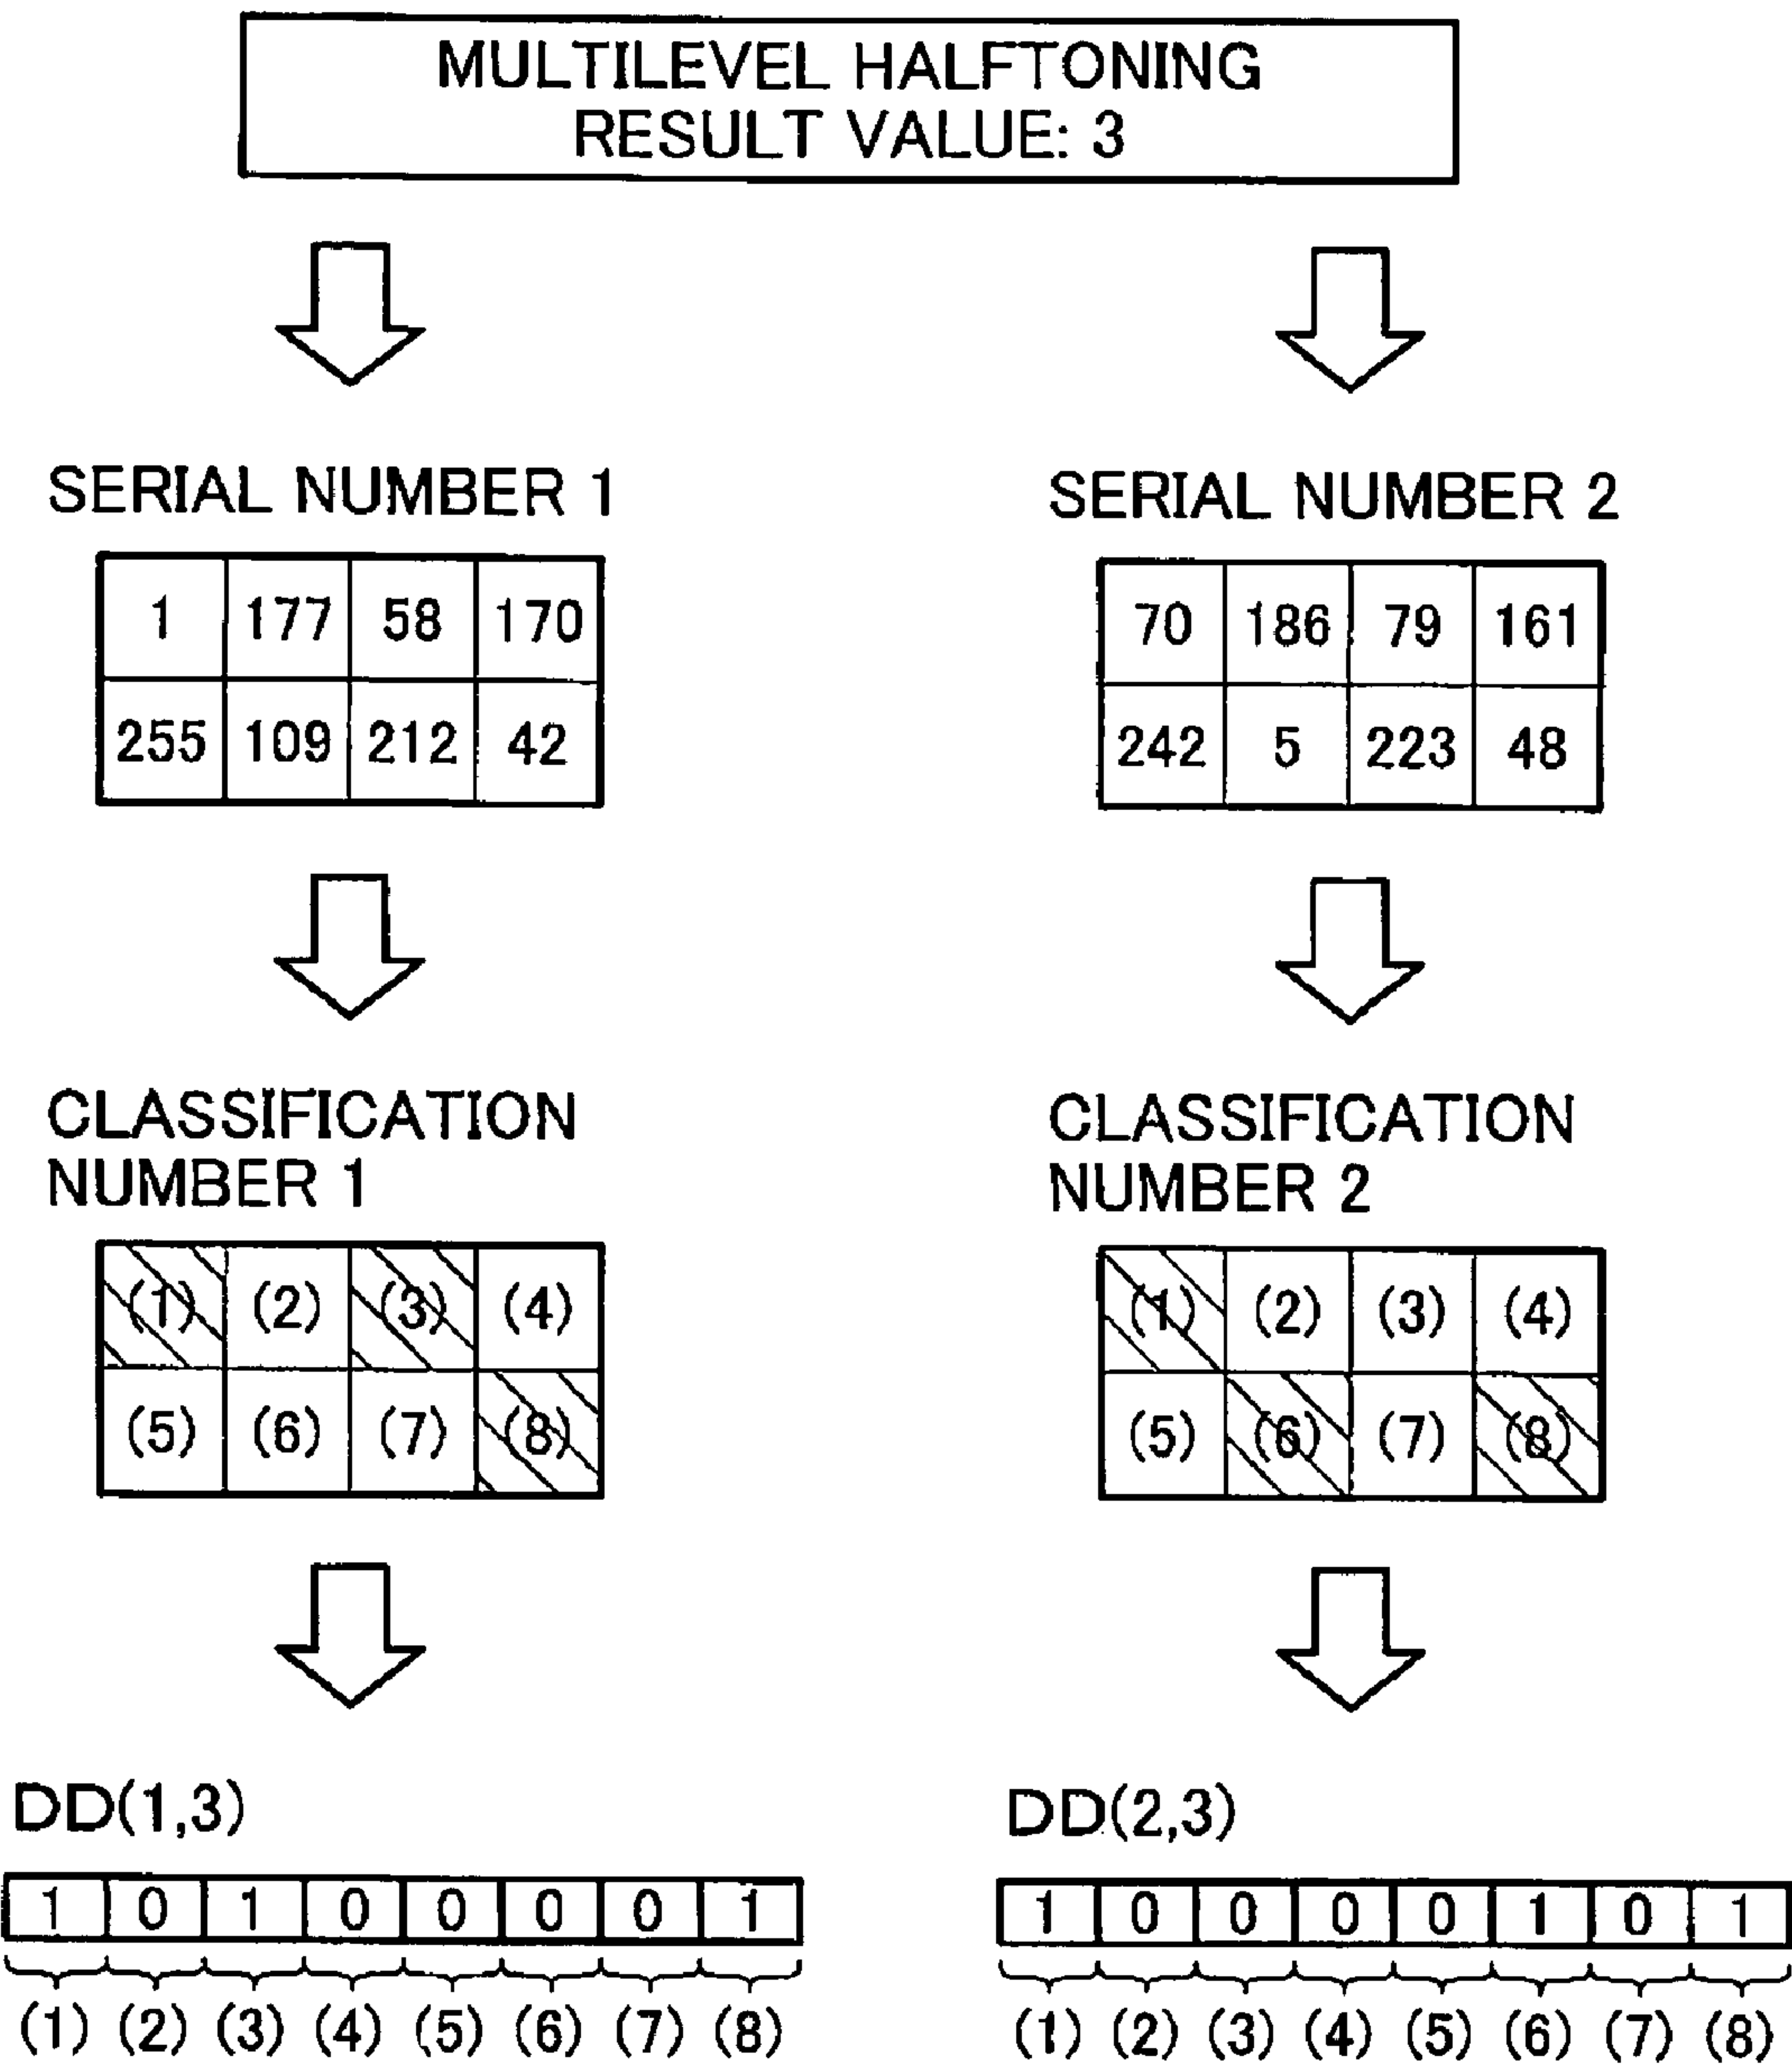 MULTILEVEL HALFTONING
RESULT VALUE: 3
SERIAL NUMBER 1
1 177 58 170
255 109 212 42
CLASSIFICATION
NUMBER 1
(1) (2) (3) (4)
(5) (6) (7) (8)
DD(1,3)
1 0 1 0 0 0 0 1
(1) (2) (3) (4) (5) (6) (7) (8)
SERIAL NUMBER 2
70 186 79 161
242 5 223 48
CLASSIFICATION
NUMBER 2
(1) (2) (3) (4)
(5) (6) (7) (8)
DD(2,3)
1 0 0 0 0 1 0 1
(1) (2) (3) (4) (5) (6) (7) (8)